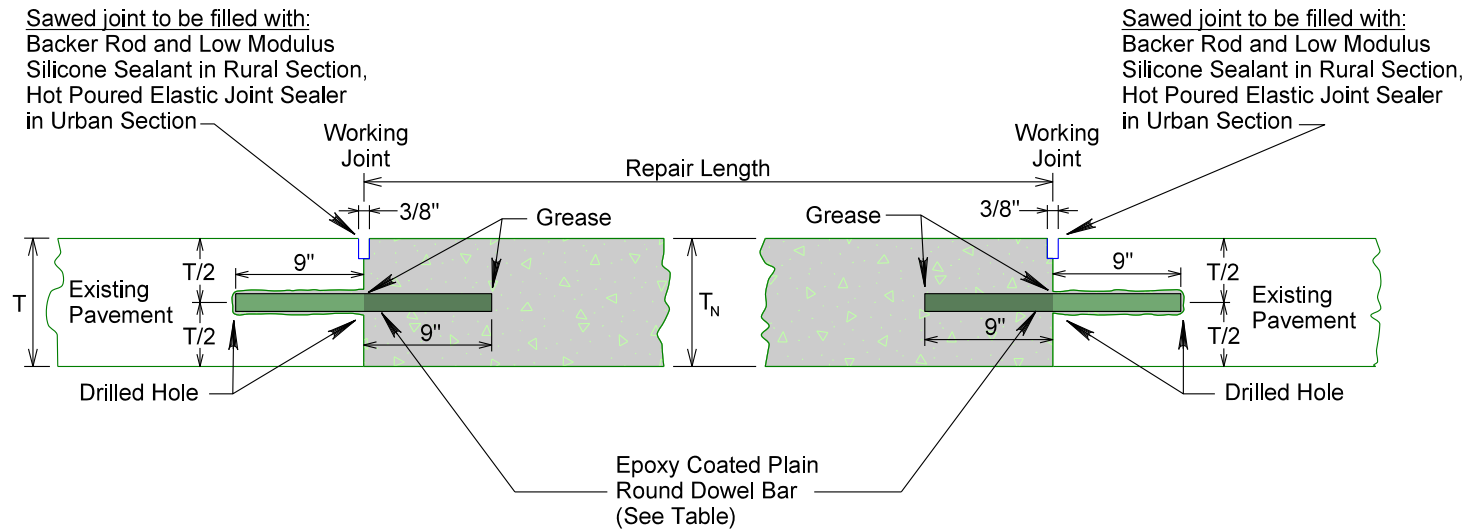 Sawed joint to be filled with:
Backer Rod and Low Modulus
Silicone Sealant in Rural Section,
Hot Poured Elastic Joint Sealer
in Urban Section
Sawed joint to be filled with:
Backer Rod and Low Modulus
Silicone Sealant in Rural Section,
Hot Poured Elastic Joint Sealer
in Urban Section
Working
Joint
Working
Joint
Repair Length
3/8"
Grease
Grease
3/8"
T
T/2
T/2
9"
Existing
Pavement
9"
T_N
9"
9"
T/2
T/2
Existing
Pavement
Drilled Hole
Drilled Hole
Epoxy Coated Plain
Round Dowel Bar
(See Table)